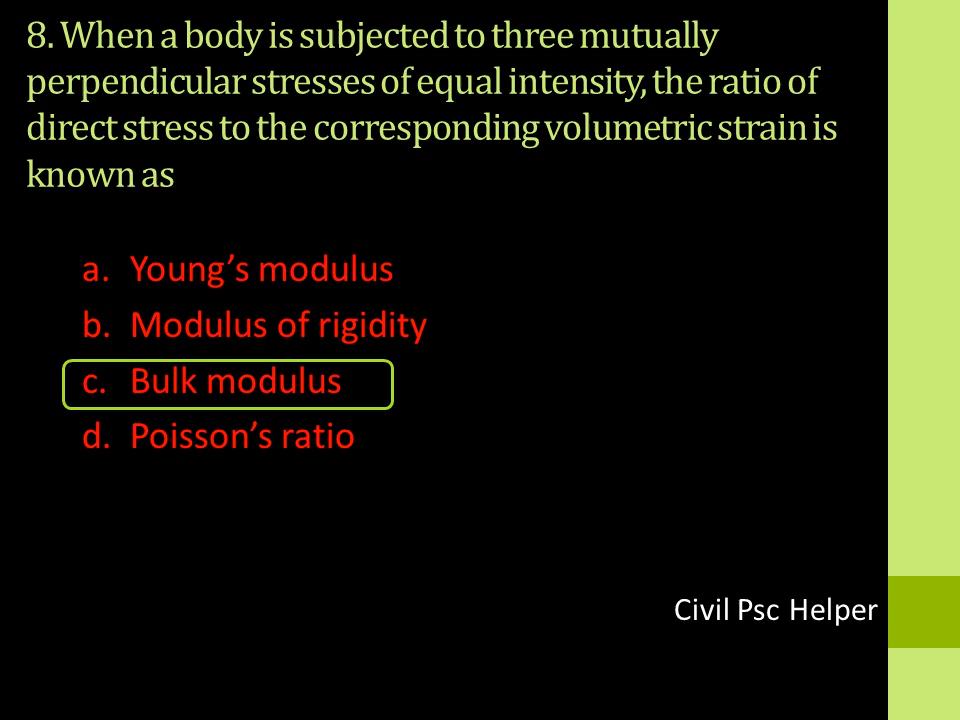 8. When a body is subjected to three mutually
perpendicular stresses of equal intensity, the ratio of
direct stress to the corresponding volumetric strain is
known as
a. Young’s modulus
b. Modulus of rigidity
c. Bulk modulus
d. Poisson’s ratio
Civil Psc Helper